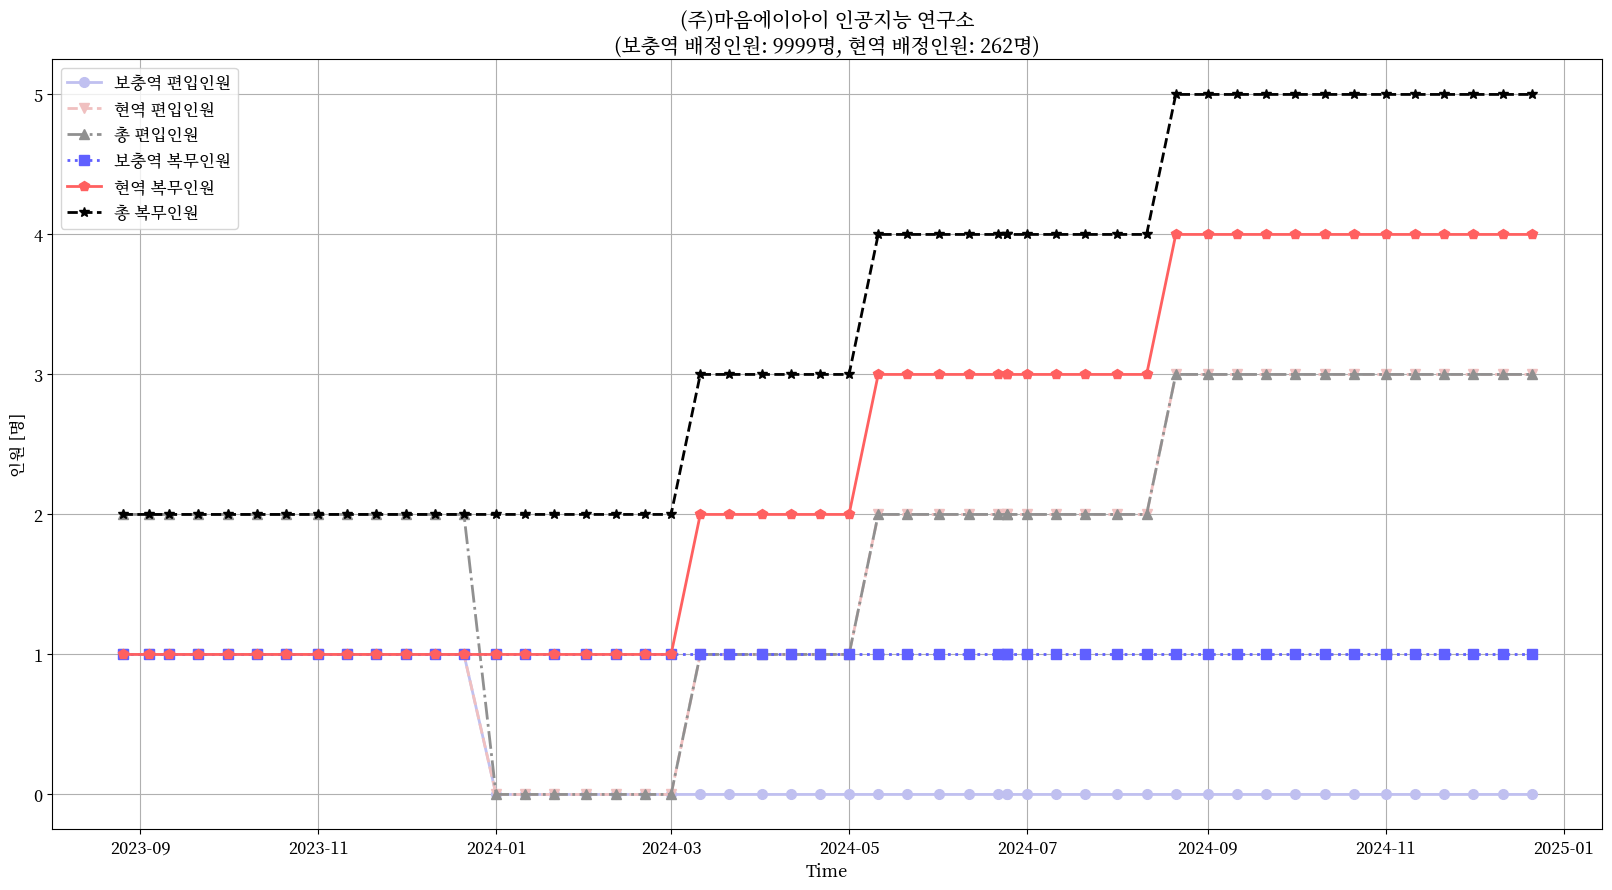 (주)마음에이아이 인공지능 연구소
(보충역 배정인원: 9999명, 현역 배정인원: 262명)
보충역 편입인원
현역 편입인원
총 편입인원
보충역 복무인원
현역 복무인원
총 복무인원
인원 [명]
5
4
3
2
1
0
2023-09
2023-11
2024-01
2024-03
2024-05
2024-07
2024-09
2024-11
2025-01
Time